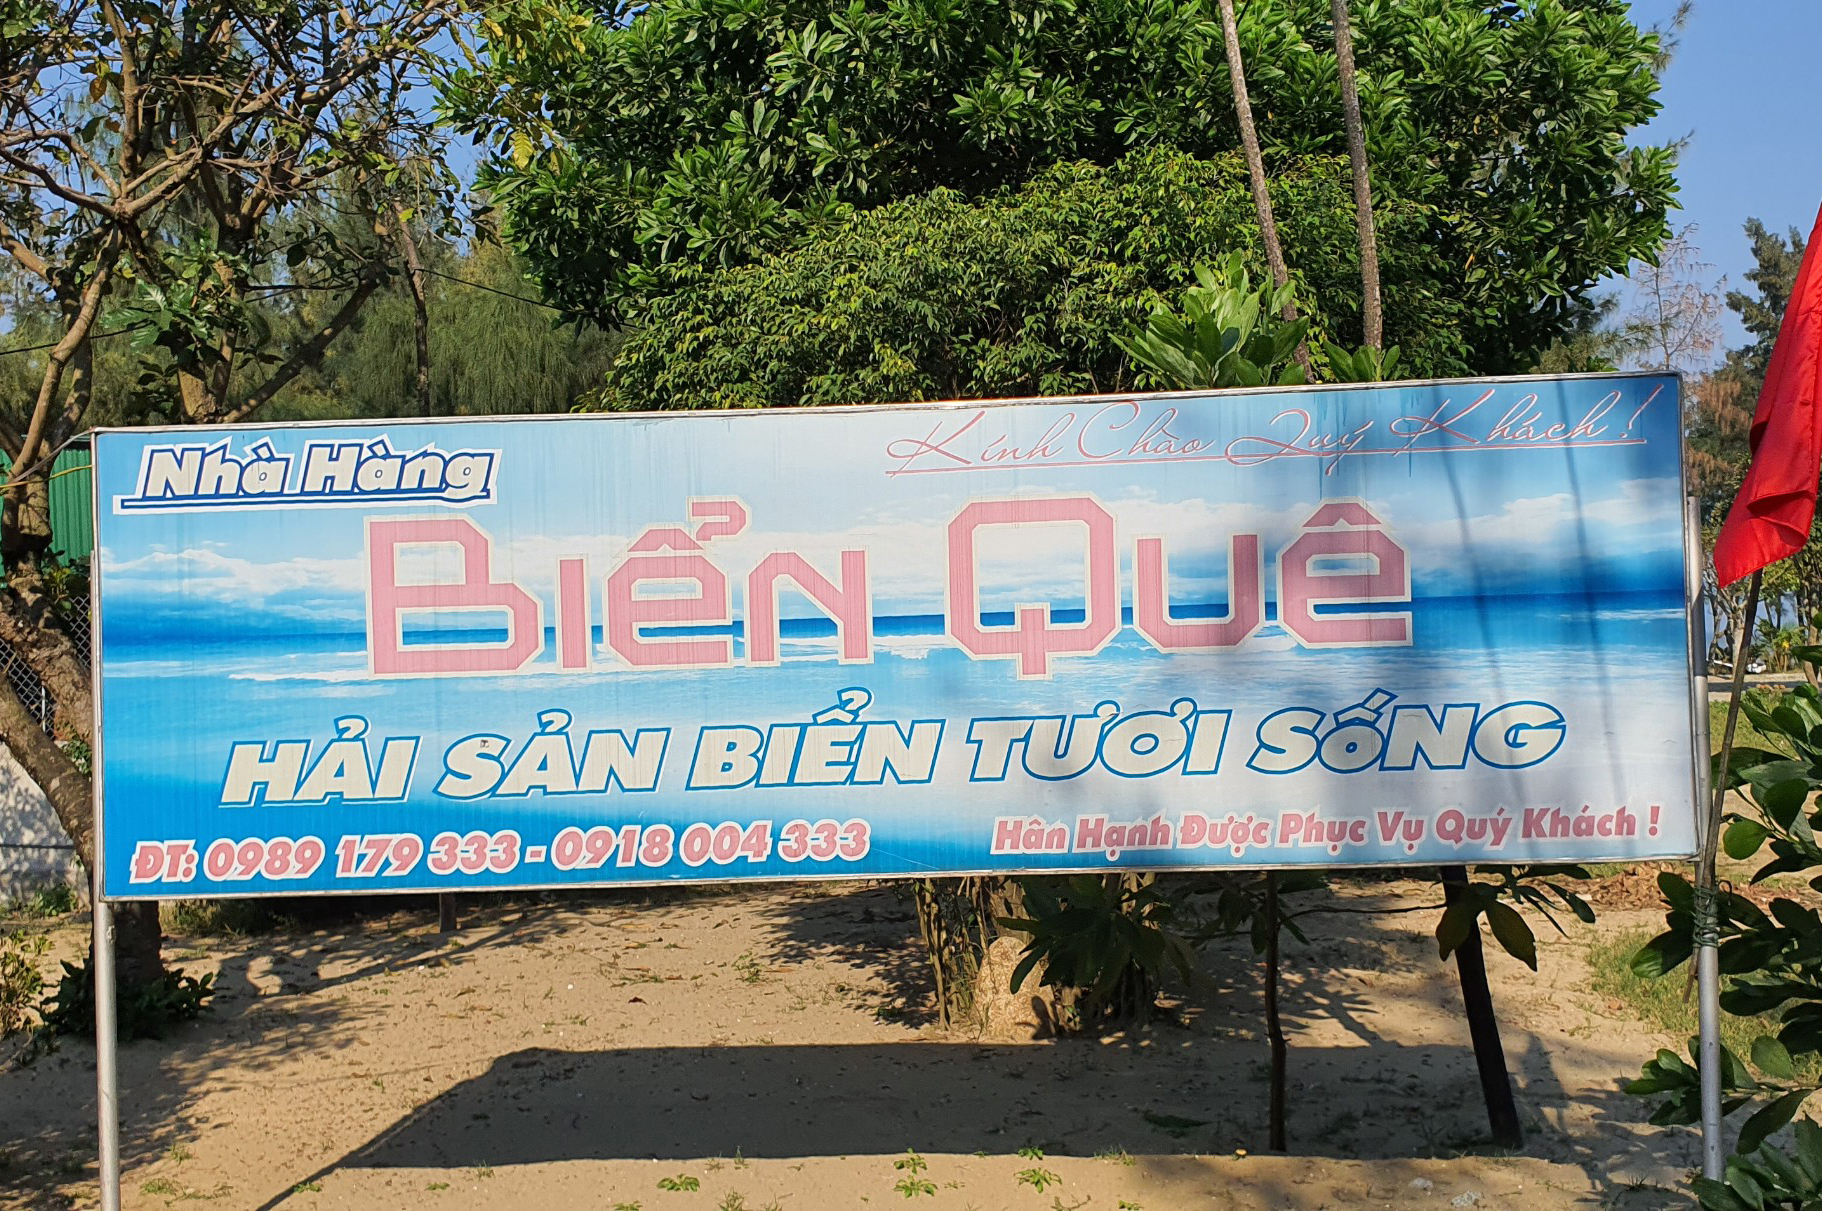 Nhà Hàng
Kính Chào Quý Khách !
Biển Quê
HẢI SẢN BIỂN TƯƠI SỐNG
ĐT: 0989 179 333 - 0918 004 333
Hân Hạnh Được Phục Vụ Quý Khách !